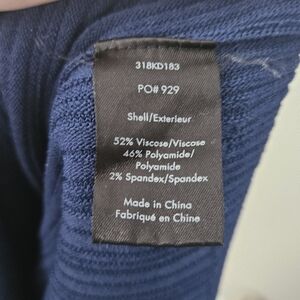 318KD183
PO# 929
Shell/Exterieur
52% Viscose/Viscose
46% Polyamide/
Polyamide
2% Spandex/Spandex
Made in China
Fabriqué en Chine